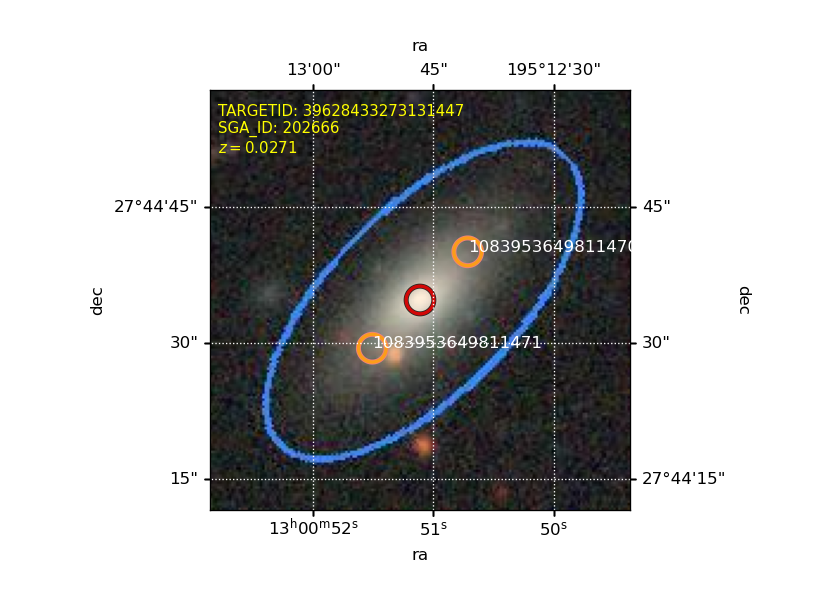 ra
13'00" 45" 195°12'30"
TARGETID: 39628433273131447
SGA_ID: 202666
z = 0.0271
27°44'45" 45"
1083953649811470
dec dec
30" 1083953649811471 30"
15" 27°44'15"
13h00m52s 51s 50s
ra